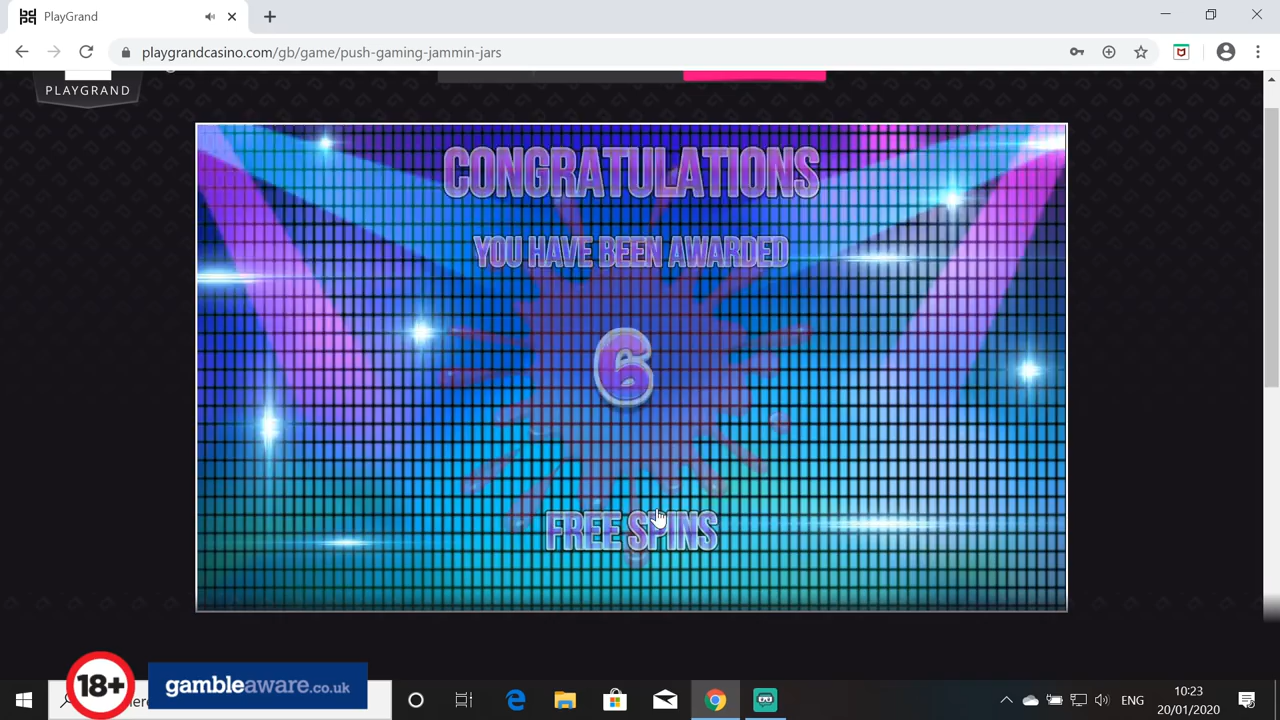 PlayGrand
playgrandcasino.com/gb/game/push-gaming-jammin-jars
PLAYGRAND
CONGRATULATIONS
YOU HAVE BEEN AWARDED
6
FREE SPINS
18+
gambleaware.co.uk
ENG
10:23
20/01/2020